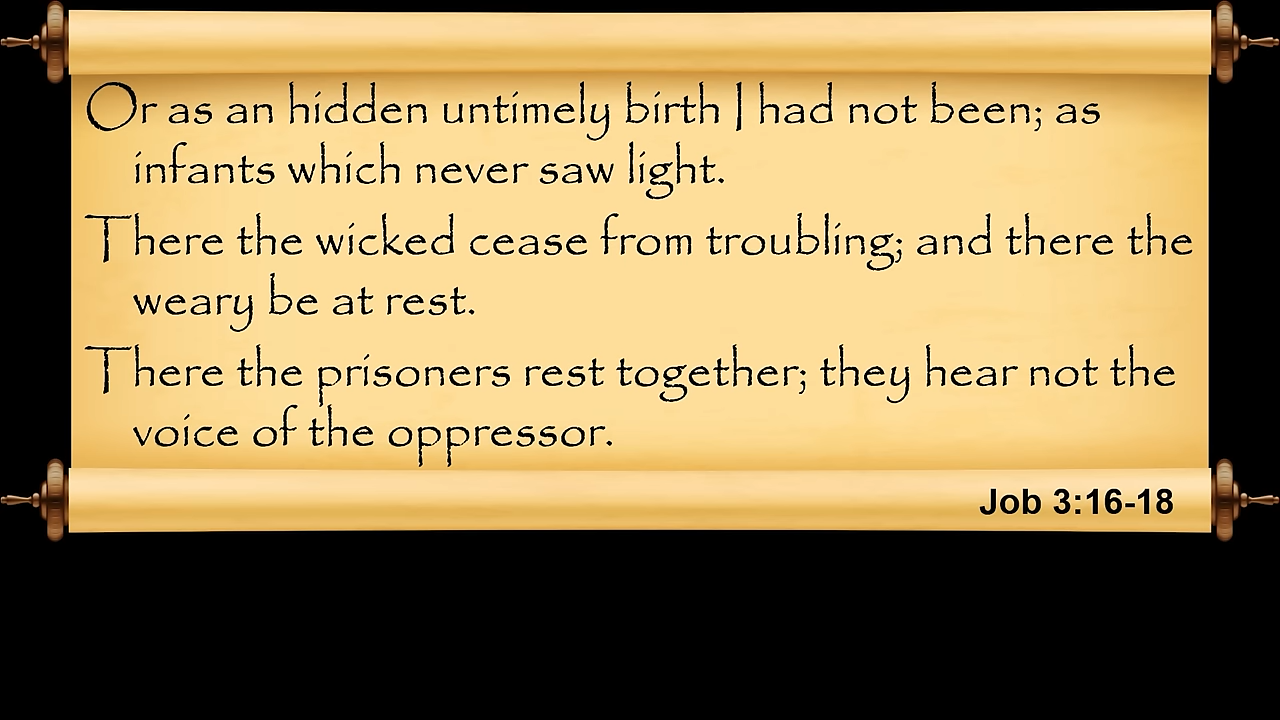 Or as an hidden untimely birth I had not been; as
infants which never saw light.
There the wicked cease from troubling; and there the
weary be at rest.
There the prisoners rest together; they hear not the
voice of the oppressor.
Job 3:16-18